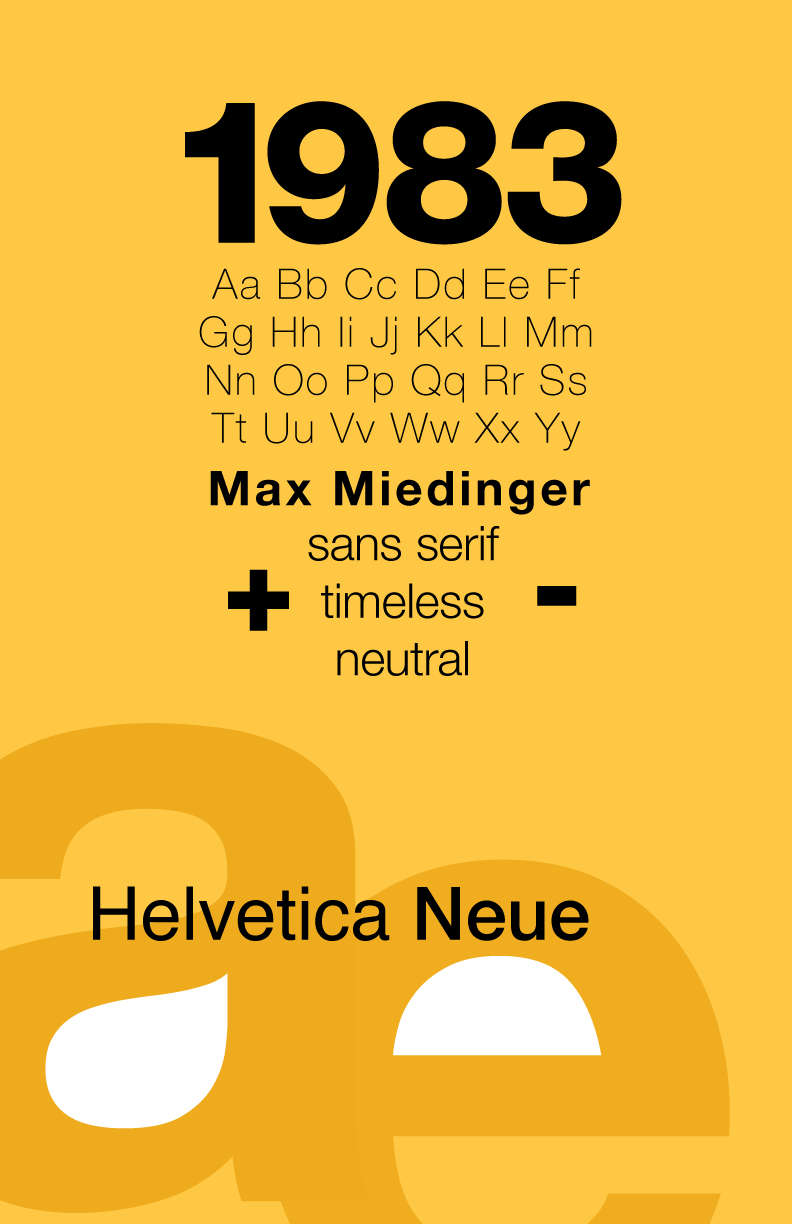 1983
Aa Bb Cc Dd Ee Ff
Gg Hh Ii Jj Kk Ll Mm
Nn Oo Pp Qq Rr Ss
Tt Uu Vv Ww Xx Yy
Max Miedinger
sans serif
+ timeless -
neutral
Helvetica Neue
ae